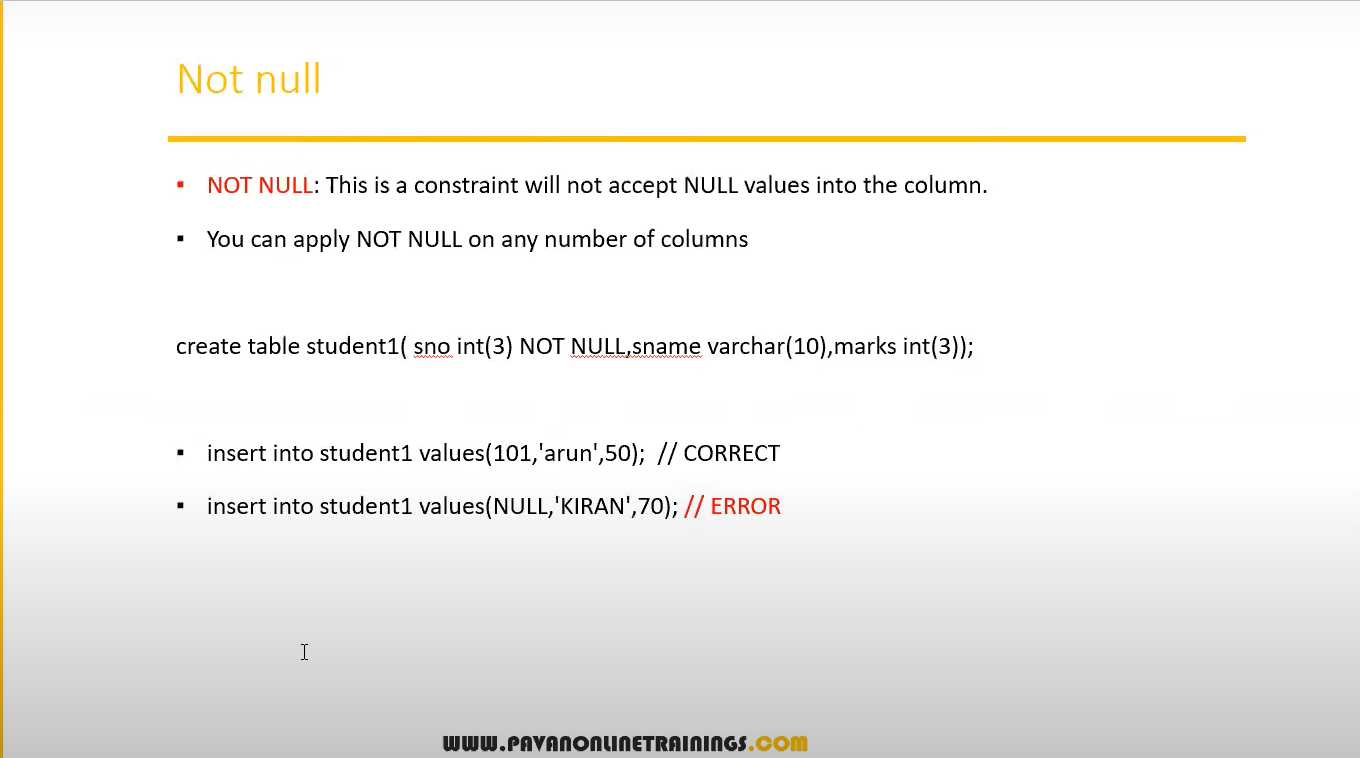 Not null
▪ NOT NULL: This is a constraint will not accept NULL values into the column.
▪ You can apply NOT NULL on any number of columns
create table student1( sno int(3) NOT NULL,sname varchar(10),marks int(3));
▪ insert into student1 values(101,'arun',50);  // CORRECT
▪ insert into student1 values(NULL,'KIRAN',70); // ERROR
WWW.PAVANONLINETRAININGS.COM